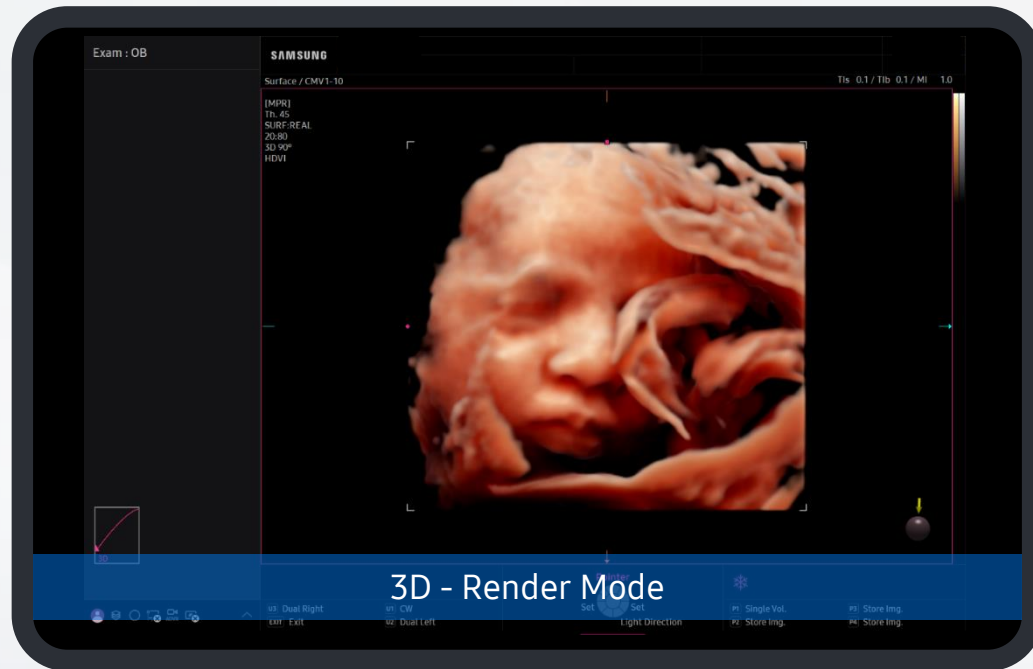 Exam : OB
SAMSUNG
Surface / CMV1-10
TIs 0.1 / TIb 0.1 / MI 1.0
[MPR]
Th. 45
SURF:REAL
20:80
3D 90°
HDVI
3D
3D - Render Mode
U3 Dual Right
U1 CW
Set
Set
P1 Single Vol.
P3 Store Img.
EXIT Exit
U2 Dual Left
Light Direction
P2 Store Img.
P4 Store Img.